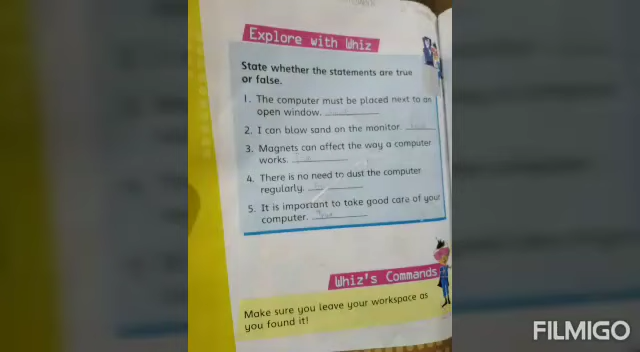 Explore with Whiz
State whether the statements are true
or false.
1. The computer must be placed next to an
open window.
2. I can blow sand on the monitor.
3. Magnets can affect the way a computer
works.
4. There is no need to dust the computer
regularly.
5. It is important to take good care of your
computer. True
Whiz's Commands
Make sure you leave your workspace as
you found it!
FILMIGO